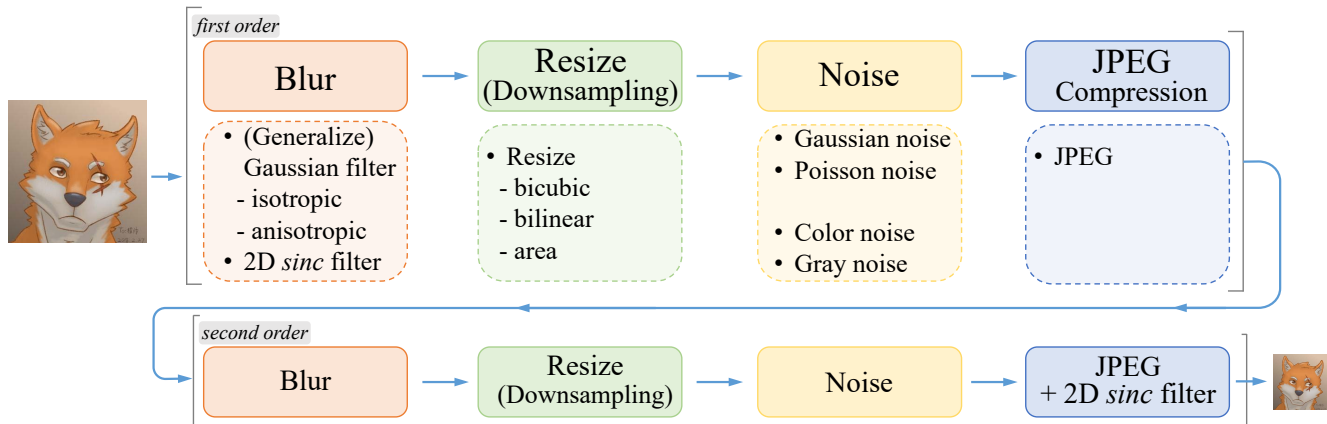 first order
Blur
Resize
(Downsampling)
Noise
JPEG
Compression
• (Generalize)
Gaussian filter
- isotropic
- anisotropic
• 2D sinc filter
• Resize
- bicubic
- bilinear
- area
• Gaussian noise
• Poisson noise
• Color noise
• Gray noise
• JPEG
second order
Blur
Resize
(Downsampling)
Noise
JPEG
+ 2D sinc filter